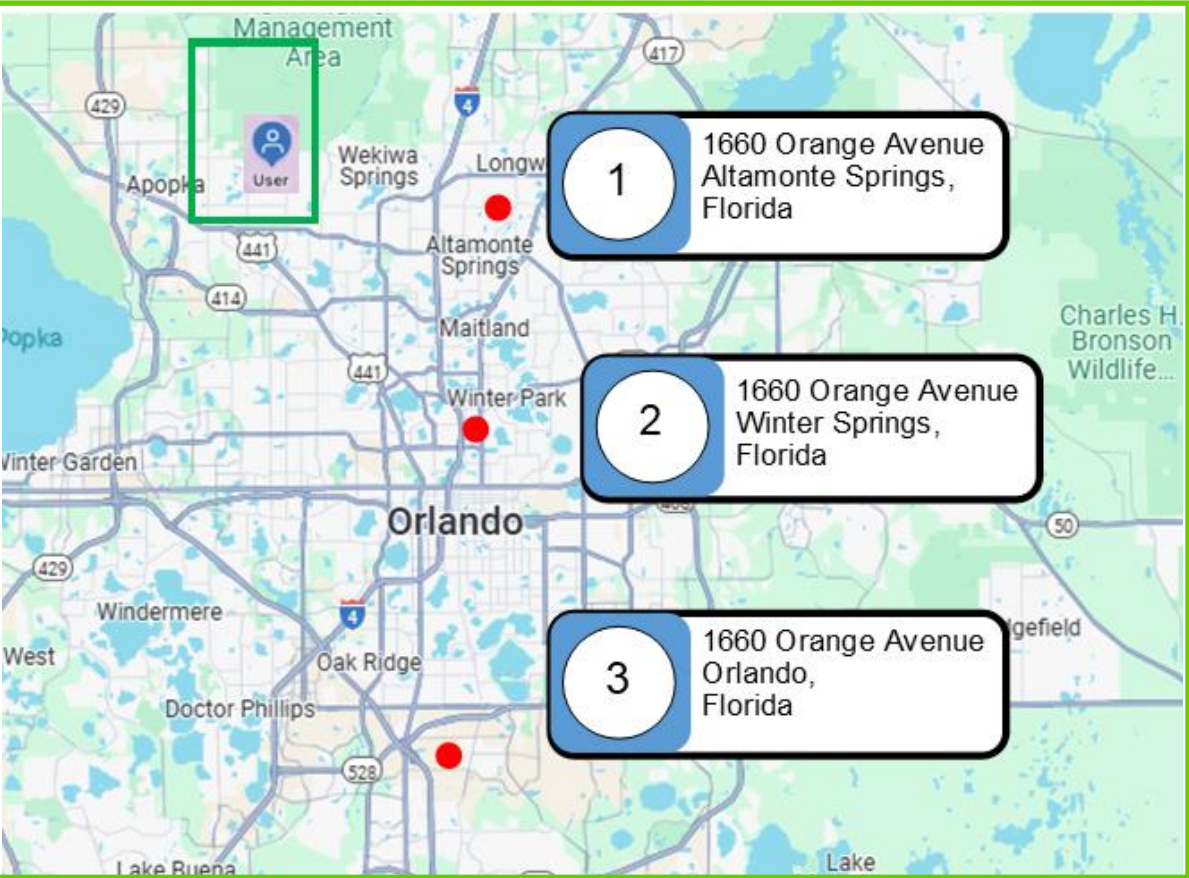 Management
Area
417
429
4
Wekiwa
Springs
Longw
Apopka
User
1
1660 Orange Avenue
Altamonte Springs,
Florida
441
Altamonte
Springs
414
Maitland
Popka
Charles H.
Bronson
Wildlife...
441
Winter Park
2
1660 Orange Avenue
Winter Springs,
Florida
Winter Garden
Orlando
50
429
Windermere
4
West
Oak Ridge
3
1660 Orange Avenue
Orlando,
Florida
dgefield
Doctor Phillips
528
Lake Buena
Lake